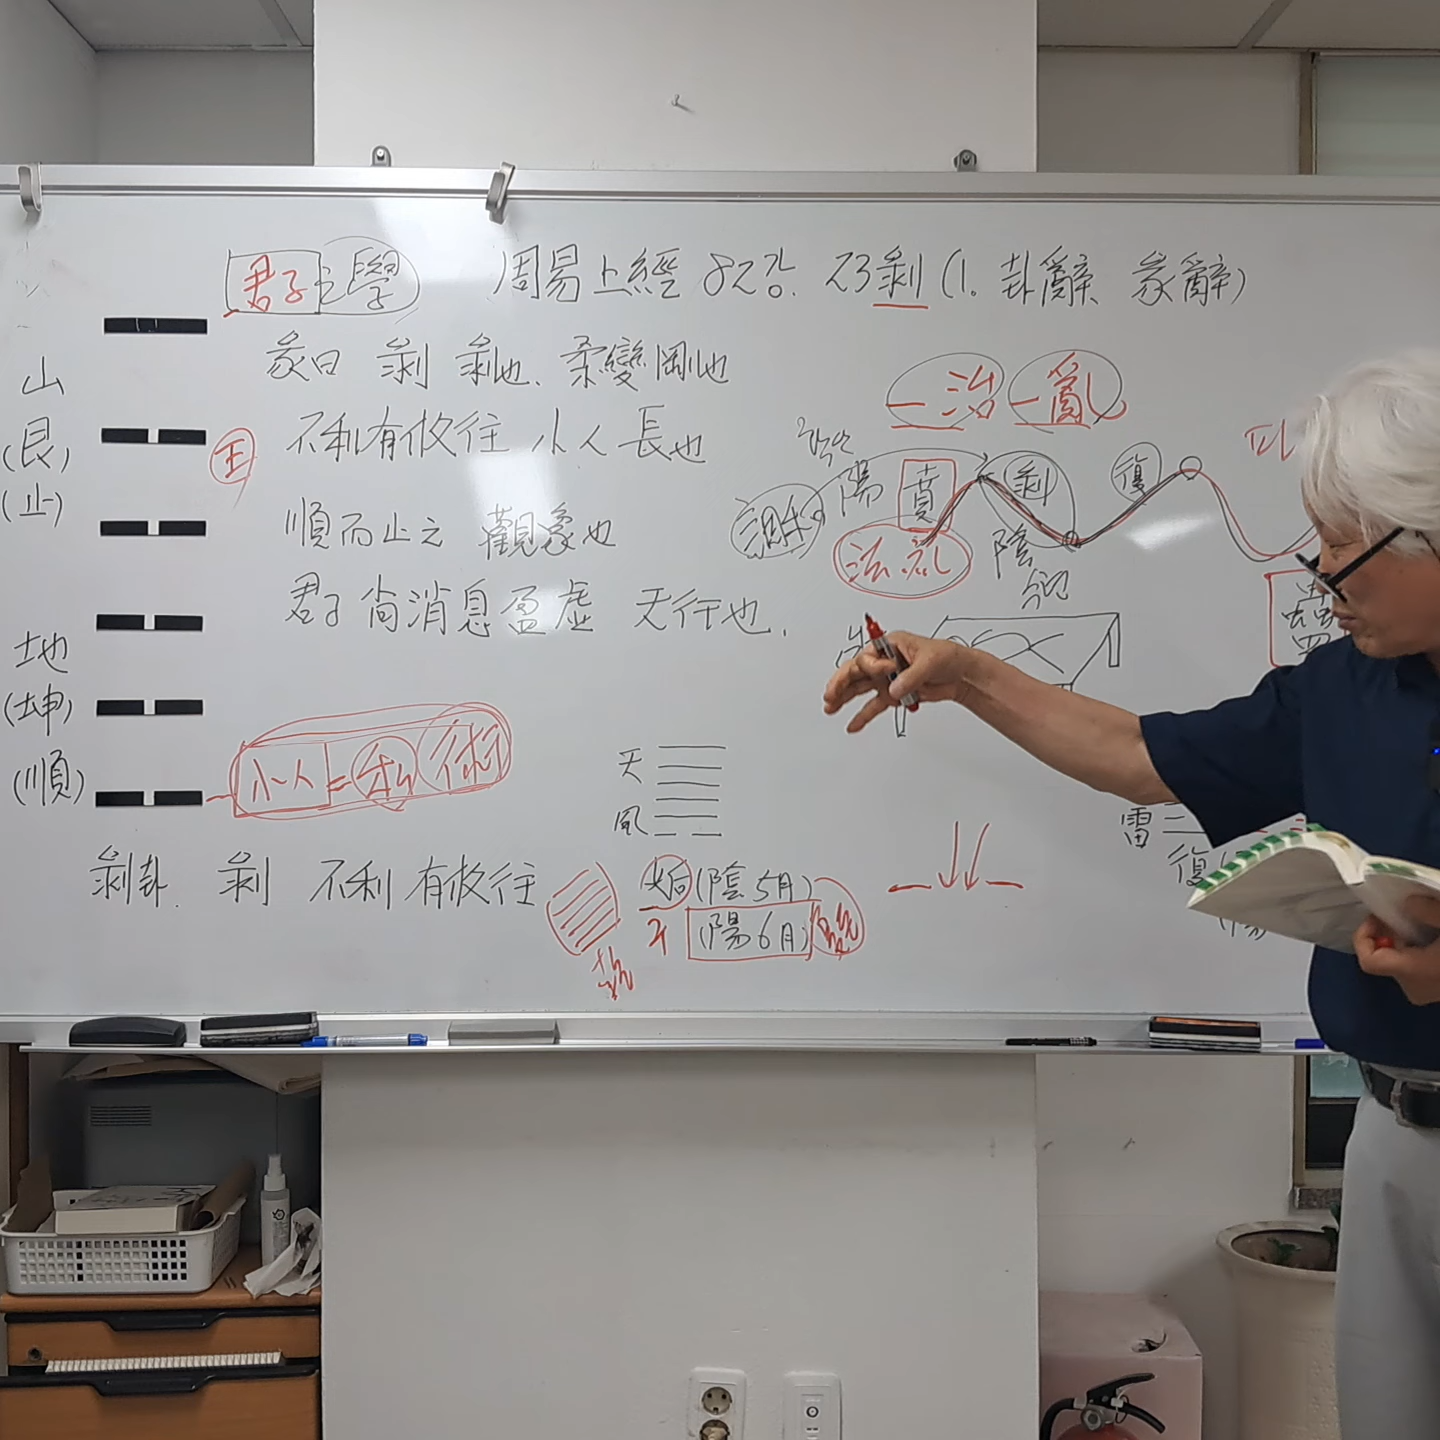 君子之學 周易上經 82강. 23剝 (1. 卦辭 彖辭)
彖曰 剝 剝也. 柔變剛也
不利有攸往 小人長也
順而止之 觀象也
君子尙消息盈虛 天行也.
山
(艮)
(止)
地
(坤)
(順)
王
小人 = 私 術
剝卦. 剝 不利有攸往
天
風
姤 (陰 5月)
(陽 6月)
一治 一亂
陽 賁 剝 復
陰
雷
復